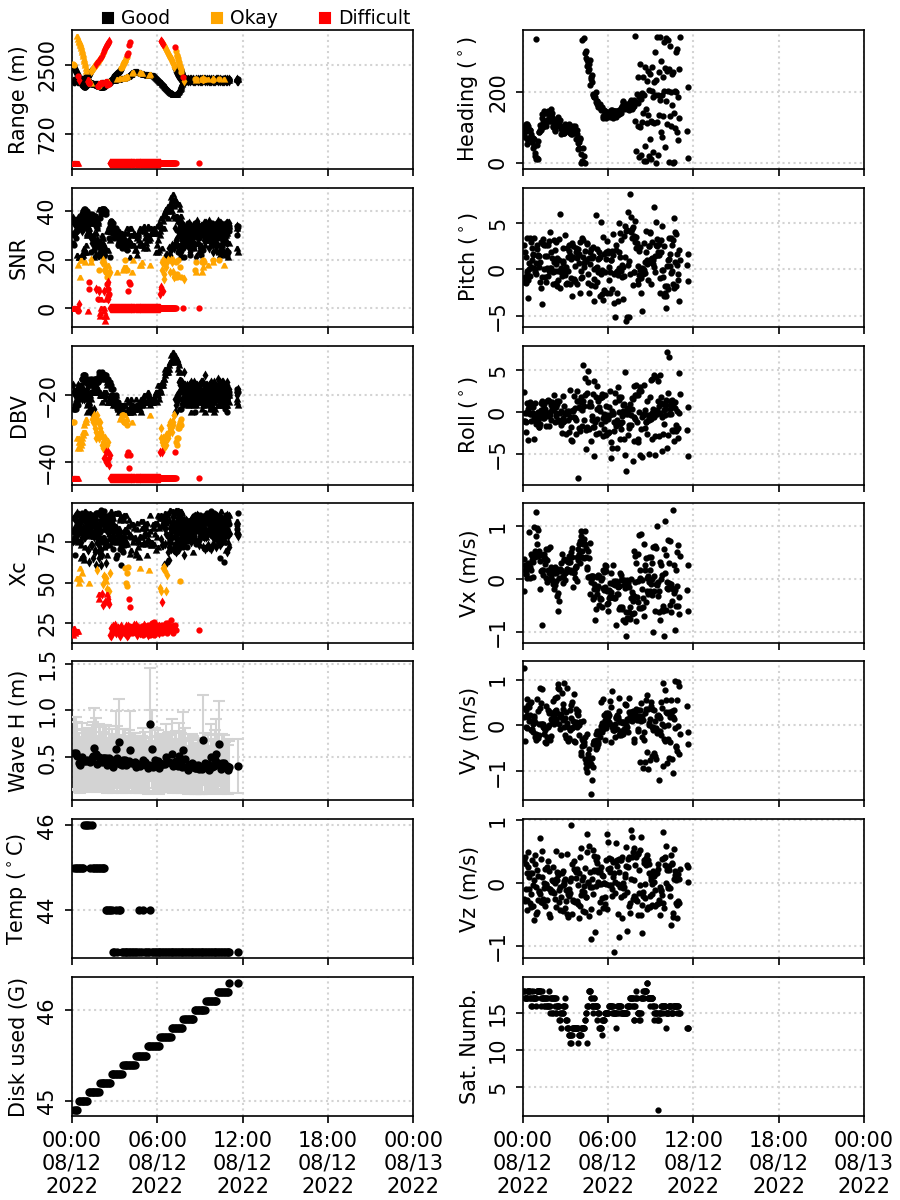 Good Okay Difficult
Range (m)
2500
720
Heading (°)
200
0
SNR
40
20
0
Pitch (°)
5
0
−5
DBV
−20
−40
Roll (°)
5
0
−5
Xc
75
50
25
Vx (m/s)
1
0
−1
Wave H (m)
1.5
1.0
0.5
Vy (m/s)
1
0
−1
Temp (°C)
46
44
Vz (m/s)
1
0
−1
Disk used (G)
46
45
Sat. Numb.
15
10
5
00:00 06:00 12:00 18:00 00:00
08/12 08/12 08/12 08/12 08/13
2022 2022 2022 2022 2022
00:00 06:00 12:00 18:00 00:00
08/12 08/12 08/12 08/12 08/13
2022 2022 2022 2022 2022